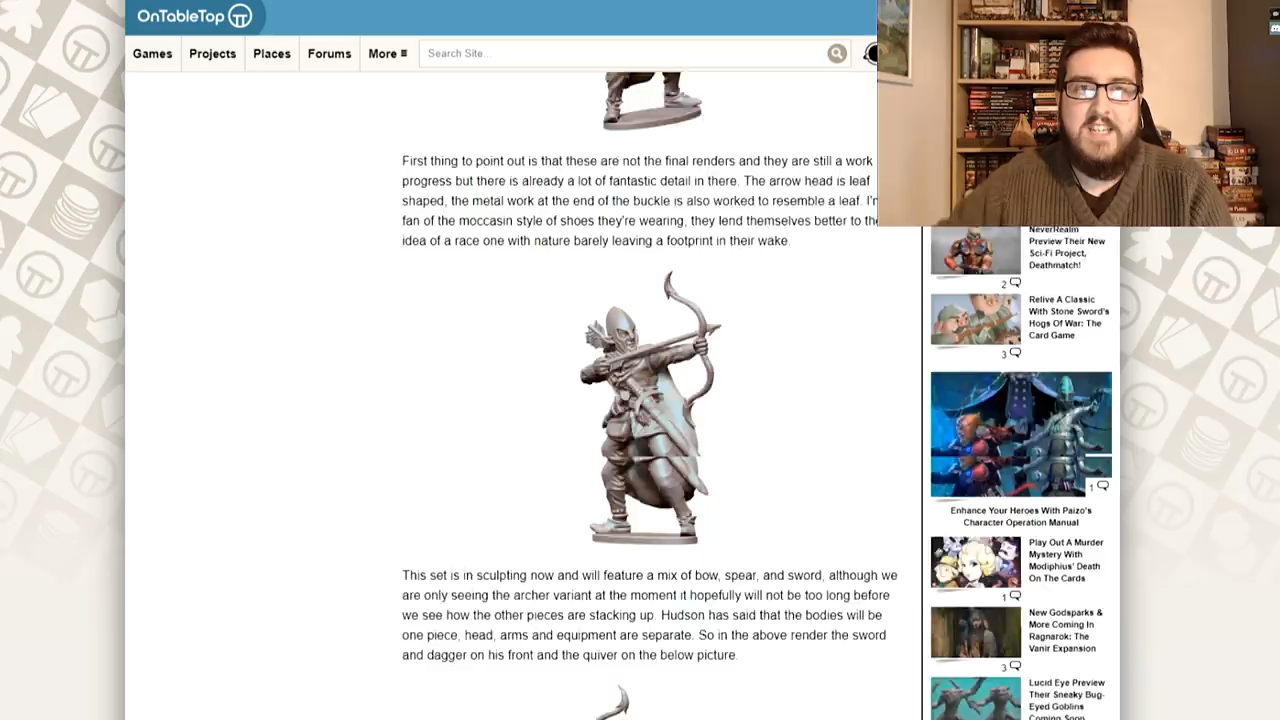 OnTableTop
Games
Projects
Places
Forums
More ≡
Search Site...
First thing to point out is that these are not the final renders and they are still a work
progress but there is already a lot of fantastic detail in there. The arrow head is leaf
shaped, the metal work at the end of the buckle is also worked to resemble a leaf.
fan of the moccasin style of shoes they're wearing, they lend themselves better to
idea of a race one with nature barely leaving a footprint in their wake.
This set is in sculpting now and will feature a mix of bow, spear, and sword, although we
are only seeing the archer variant at the moment it hopefully will not be too long before
we see how the other pieces are stacking up. Hudson has said that the bodies will be
one piece, head, arms and equipment are separate. So in the above render the sword
and dagger on his front and the quiver on the below picture.
NeverRealm
Preview Their New
Sci-Fi Project,
Deathmatch!
2
Relive A Classic
With Stone Sword's
Hogs Of War: The
Card Game
3
1
Enhance Your Heroes With Paizo's
Character Operation Manual
Play Out A Murder
Mystery With
Modiphius' Death
On The Cards
1
New Godsparks &
More Coming In
Ragnarok: The
Vanir Expansion
3
Lucid Eye Preview
Their Sneaky Bug-
Eyed Goblins
Coming Soon